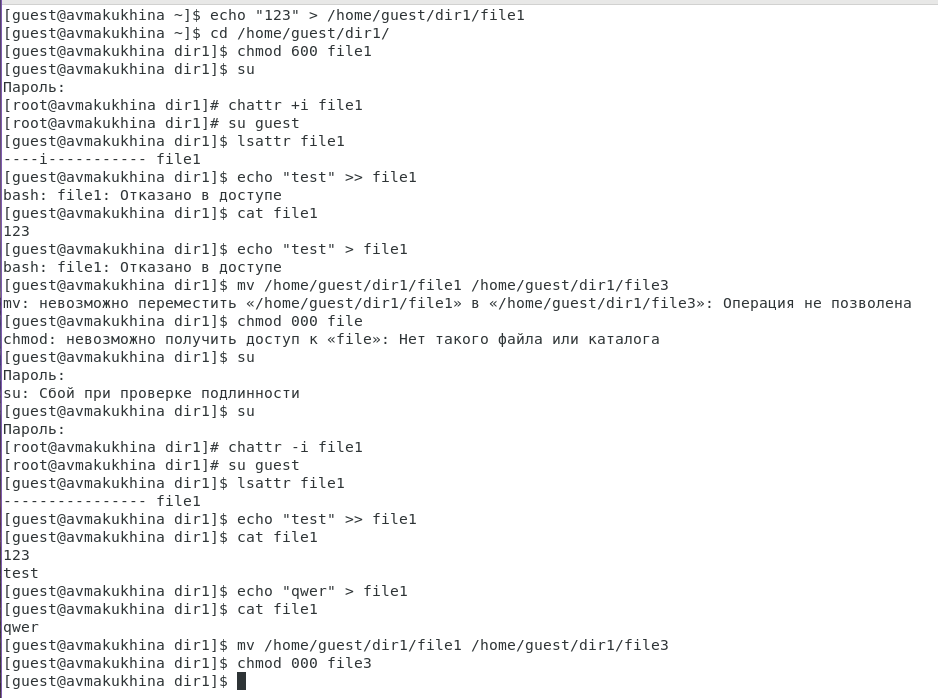 [guest@avmakukhina ~]$ echo "123" > /home/guest/dir1/file1
[guest@avmakukhina ~]$ cd /home/guest/dir1/
[guest@avmakukhina dir1]$ chmod 600 file1
[guest@avmakukhina dir1]$ su
Пароль:
[root@avmakukhina dir1]# chattr +i file1
[root@avmakukhina dir1]# su guest
[guest@avmakukhina dir1]$ lsattr file1
----i----------- file1
[guest@avmakukhina dir1]$ echo "test" >> file1
bash: file1: Отказано в доступе
[guest@avmakukhina dir1]$ cat file1
123
[guest@avmakukhina dir1]$ echo "test" > file1
bash: file1: Отказано в доступе
[guest@avmakukhina dir1]$ mv /home/guest/dir1/file1 /home/guest/dir1/file3
mv: невозможно переместить «/home/guest/dir1/file1» в «/home/guest/dir1/file3»: Операция не позволена
[guest@avmakukhina dir1]$ chmod 000 file
chmod: невозможно получить доступ к «file»: Нет такого файла или каталога
[guest@avmakukhina dir1]$ su
Пароль:
su: Сбой при проверке подлинности
[guest@avmakukhina dir1]$ su
Пароль:
[root@avmakukhina dir1]# chattr -i file1
[root@avmakukhina dir1]# su guest
[guest@avmakukhina dir1]$ lsattr file1
---------------- file1
[guest@avmakukhina dir1]$ echo "test" >> file1
[guest@avmakukhina dir1]$ cat file1
123
test
[guest@avmakukhina dir1]$ echo "qwer" > file1
[guest@avmakukhina dir1]$ cat file1
qwer
[guest@avmakukhina dir1]$ mv /home/guest/dir1/file1 /home/guest/dir1/file3
[guest@avmakukhina dir1]$ chmod 000 file3
[guest@avmakukhina dir1]$